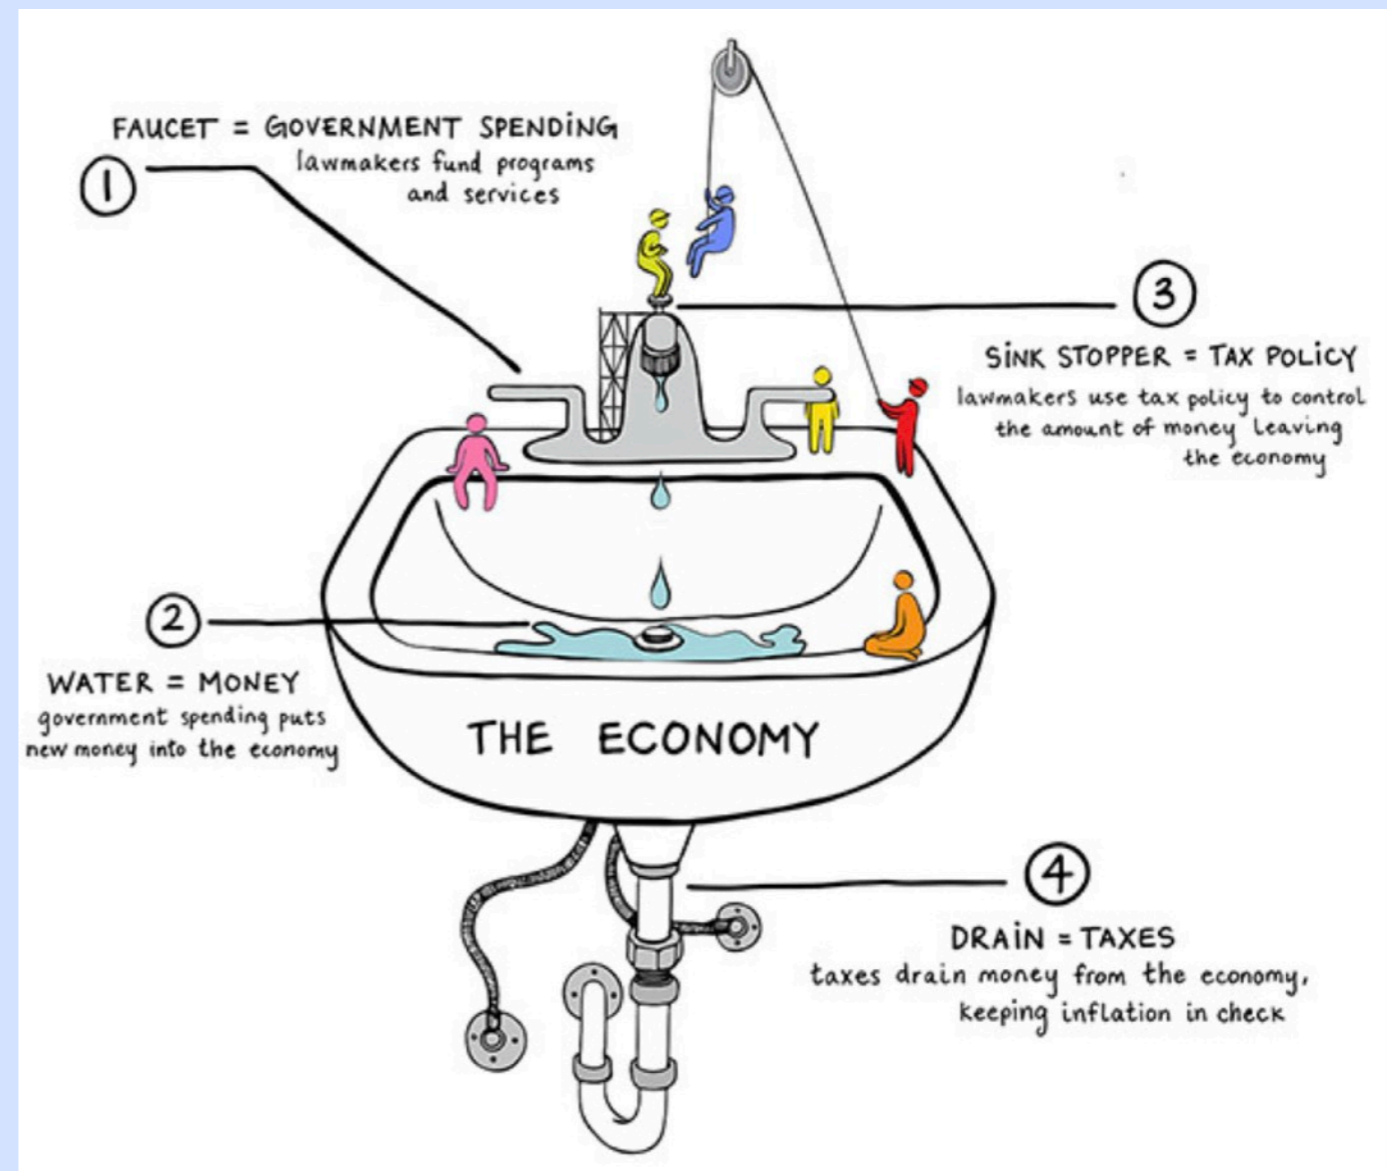 FAUCET = GOVERNMENT SPENDING
lawmakers fund programs
and services
1
3
SINK STOPPER = TAX POLICY
lawmakers use tax policy to control
the amount of money leaving
the economy
2
WATER = MONEY
government spending puts
new money into the economy
THE ECONOMY
4
DRAIN = TAXES
taxes drain money from the economy,
keeping inflation in check